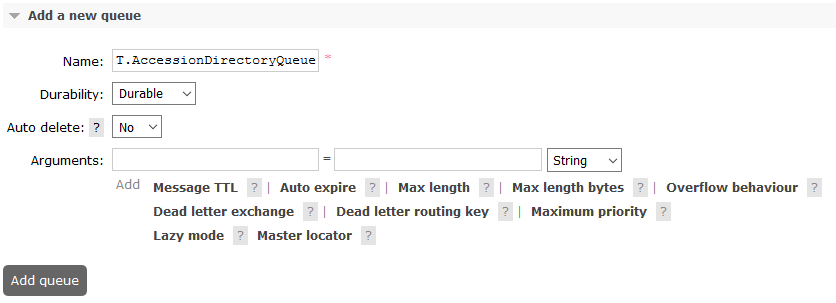 Add a new queue
Name: T.AccessionDirectoryQueue *
Durability: Durable
Auto delete: ? No
Arguments: = String
Add Message TTL ? | Auto expire ? | Max length ? | Max length bytes ? | Overflow behaviour ?
Dead letter exchange ? | Dead letter routing key ? | Maximum priority ?
Lazy mode ? Master locator ?
Add queue